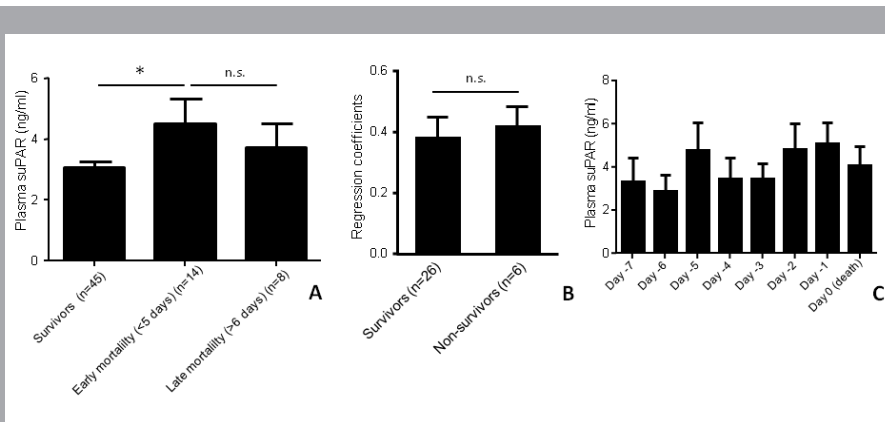 *
n.s.
6
4
2
0
Plasma suPAR (ng/ml)
Survivors (n=45)
Early mortalilty (<5 days) (n=14)
Late mortalilty (>6 days) (n=8)
A
n.s.
0.6
0.4
0.2
0.0
Regression coefficients
Survivors (n=26)
Non-survivors (n=6)
B
8
6
4
2
0
Plasma suPAR (ng/ml)
Day -7
Day -6
Day -5
Day -4
Day -3
Day -2
Day -1
Day 0 (death)
C